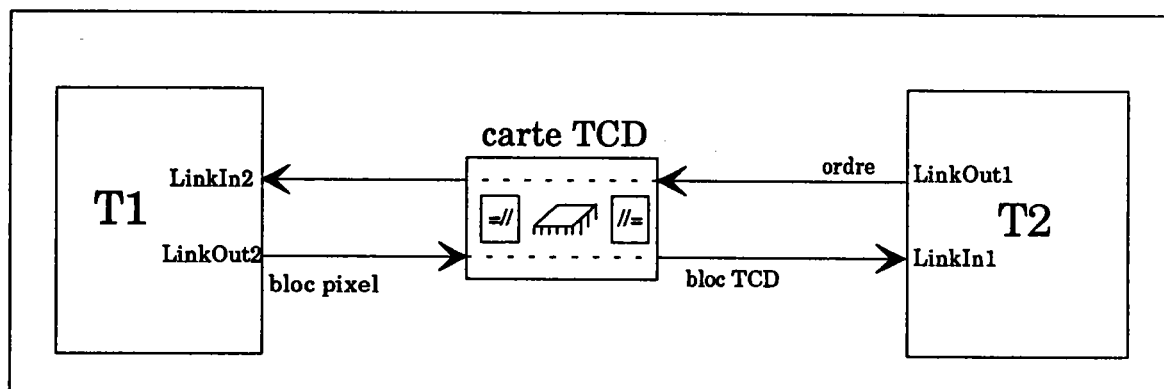 carte TCD
LinkIn2
ordre
LinkOut1
T1
=//
//=
T2
LinkOut2
LinkIn1
bloc pixel
bloc TCD